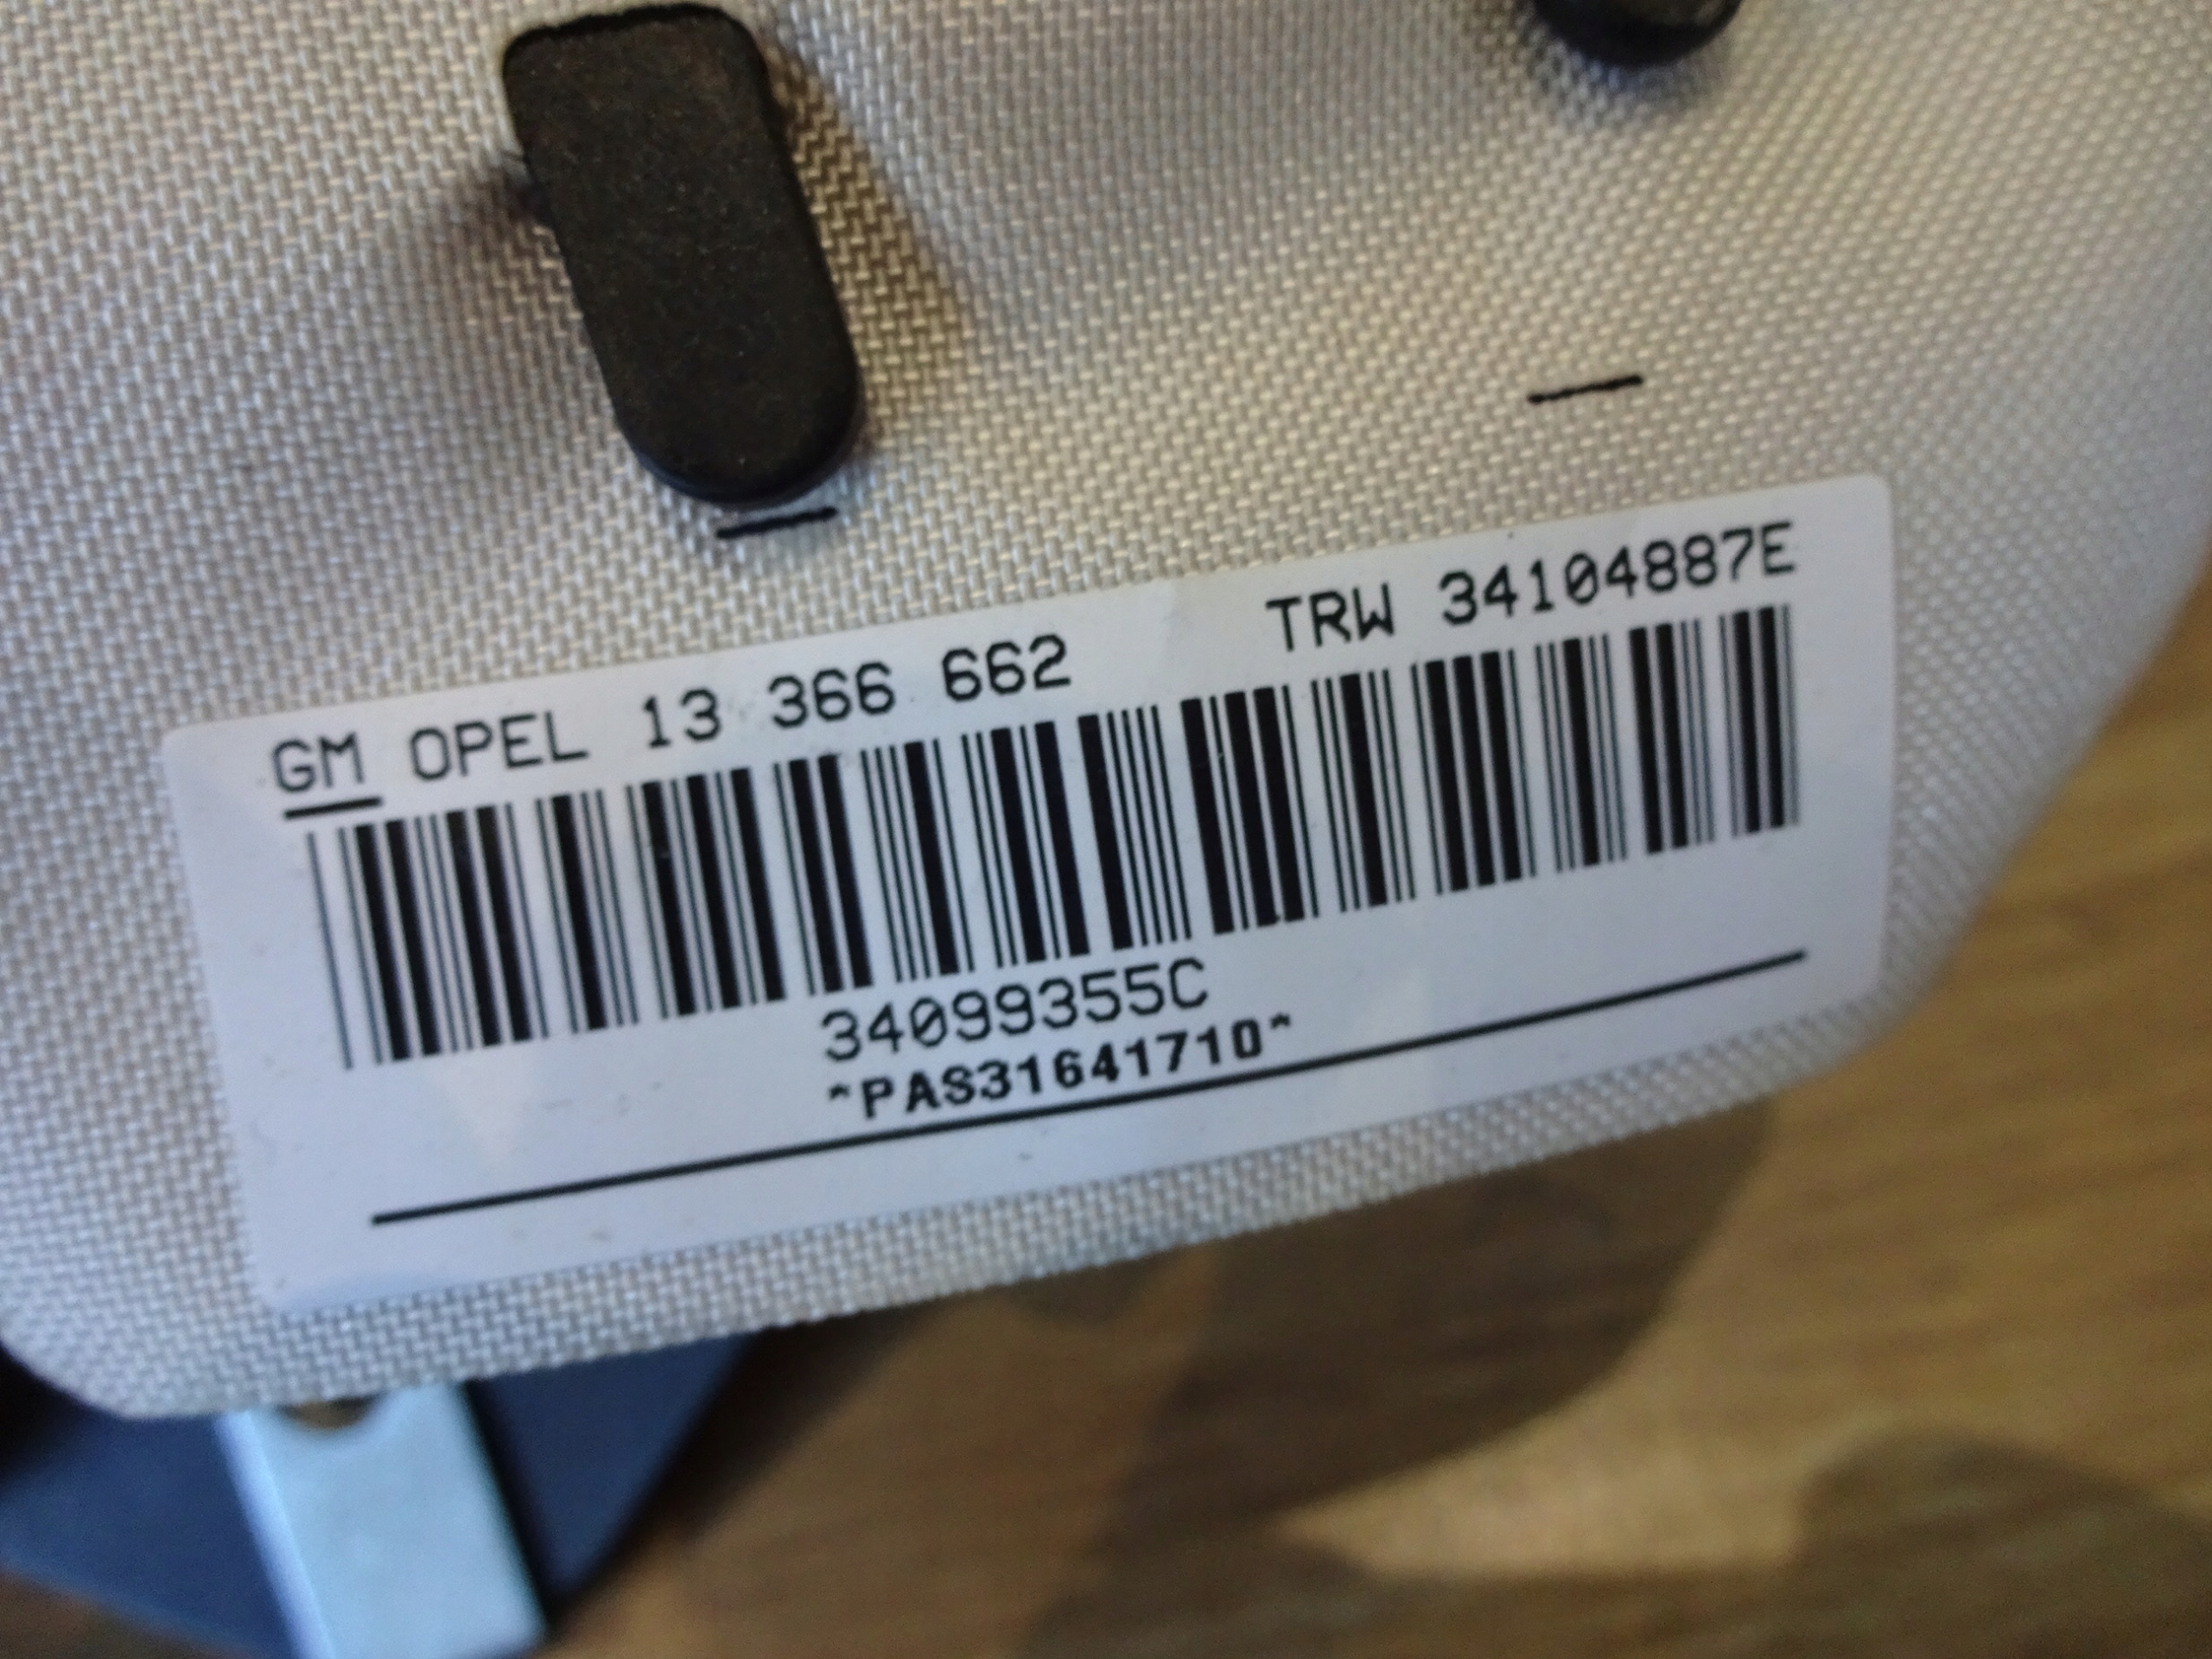 GM OPEL 13 366 662 TRW 34104887E
34099355C
*PAS31641710*